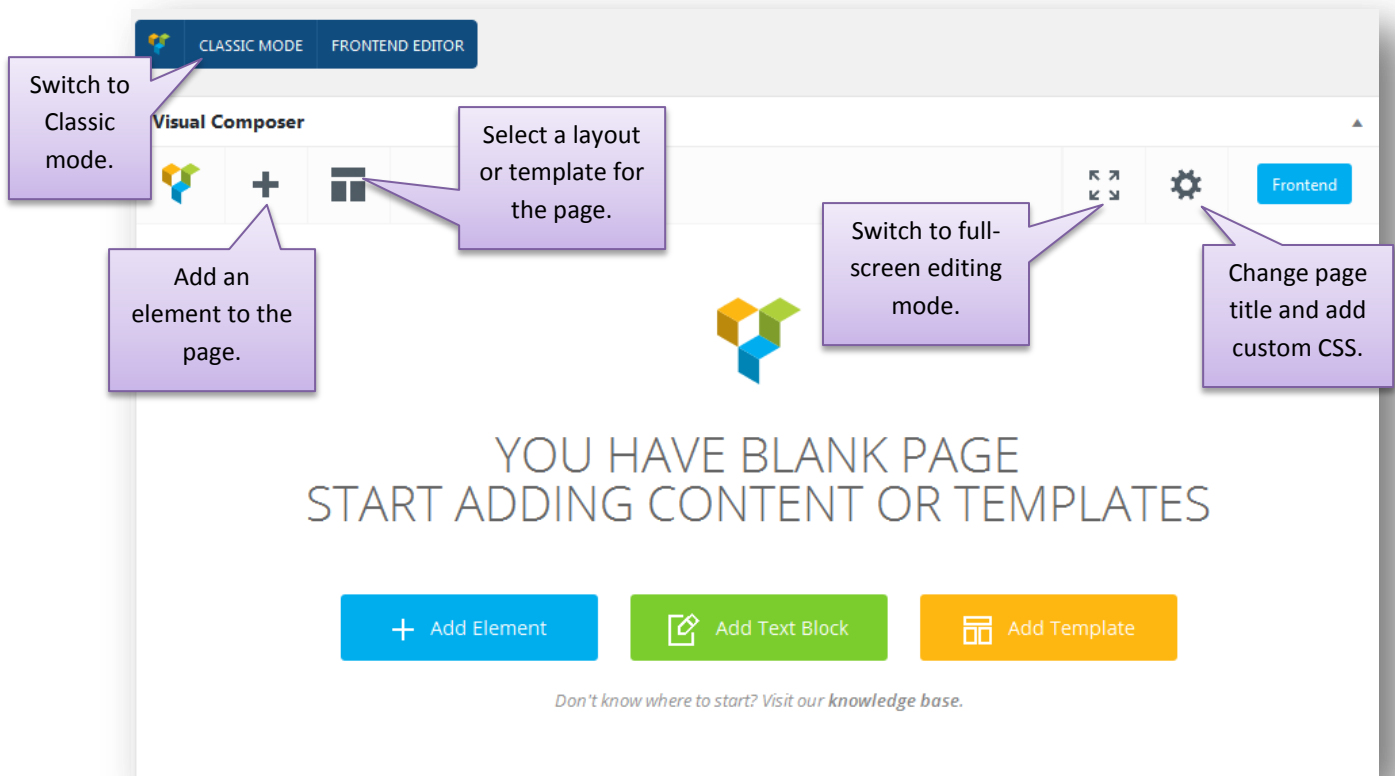 CLASSIC MODE FRONTEND EDITOR
Switch to
Classic
mode.
Visual Composer
Select a layout
or template for
the page.
Frontend
Add an
element to the
page.
Switch to full-
screen editing
mode.
Change page
title and add
custom CSS.
YOU HAVE BLANK PAGE
START ADDING CONTENT OR TEMPLATES
Add Element
Add Text Block
Add Template
Don't know where to start? Visit our knowledge base.